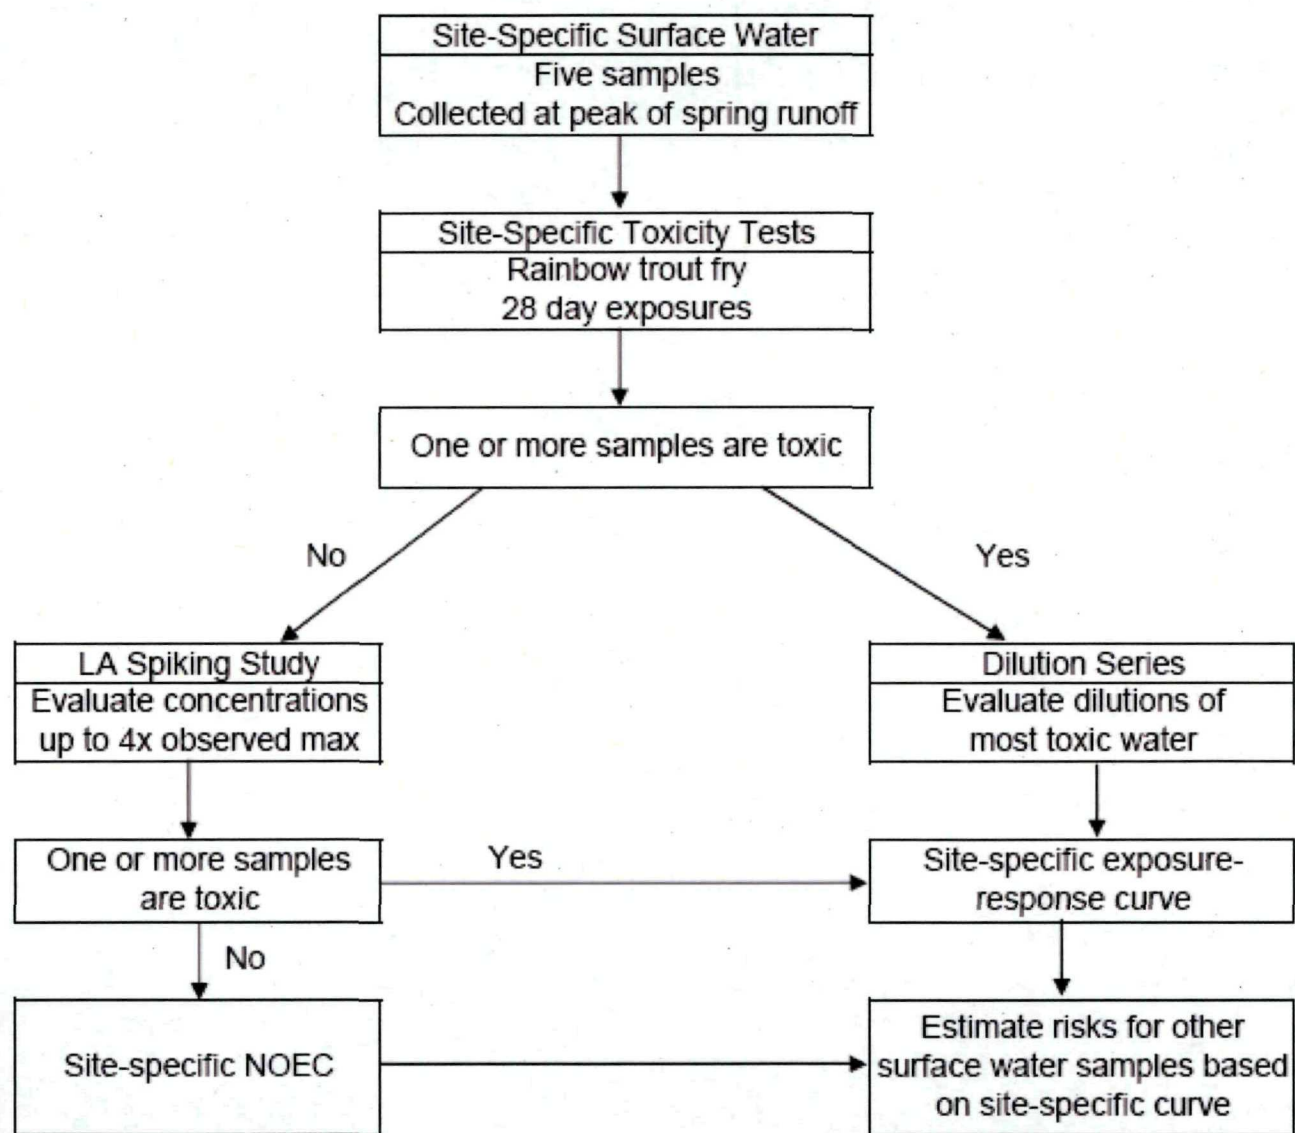 Site-Specific Surface Water
Five samples
Collected at peak of spring runoff
Site-Specific Toxicity Tests
Rainbow trout fry
28 day exposures
One or more samples are toxic
No
Yes
LA Spiking Study
Evaluate concentrations
up to 4x observed max
Dilution Series
Evaluate dilutions of
most toxic water
One or more samples
are toxic
Yes
Site-specific exposure-
response curve
No
Site-specific NOEC
Estimate risks for other
surface water samples based
on site-specific curve